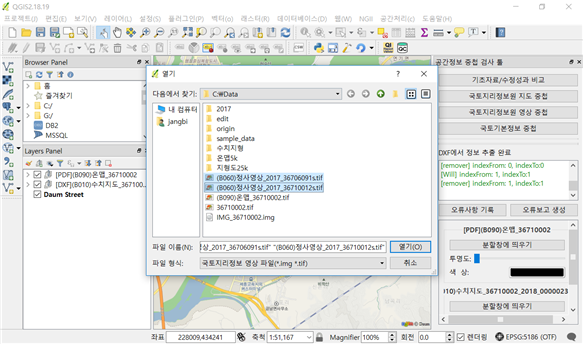 QGIS2.18.19
프로젝트(J) 편집(E) 보기(V) 레이어(L) 설정(S) 플러그인(P) 벡터(o) 래스터(R) 데이터베이스(D) 웹(W) NGII 공간처리(c) 도움말(H)
Browser Panel
홈
즐겨찾기
C:/
G:/
DB2
MSSQL
Layers Panel
[PDF](B090)온맵_36710002
[DXF](B010)수치지도_367100...
Daum Street
열기
다음에서 찾기:
C:₩Data
내 컴퓨터
jangbi
2017
edit
origin
sample_data
수치지형
온맵5k
지형도25k
(B060)정사영상_2017_36706091s.tif
(B060)정사영상_2017_36710012s.tif
(B090)온맵_36710002.tif
36710002.tif
IMG_36710002.img
파일 이름(N):
상_2017_36706091s.tif" "(B060)정사영상_2017_36710012s.tif"
열기(O)
파일 형식:
국토지리정보 영상 파일(*.img *.tif)
취소
공간정보 중첩 검사 툴
기초자료/수정성과 비교
국토지리정보원 지도 중첩
국토지리정보원 영상 중첩
국토기본정보 중첩
DXF에서 정보 추출 완료
[remover] indexFrom: 0, indexTo:0
[Will] indexFrom: 1, indexTo:1
[remover] indexFrom: 1, indexTo:1
오류사항 기록
오류보고 생성
[PDF](B090)온맵_36710002
분할창에 띄우기
투명도:
색 상:
)10)수치지도_36710002_2018_0000023
분할창에 띄우기
좌표
228009,434241
축척
1:51,167
Magnifier
100%
회전
0.0
렌더링
EPSG:5186 (OTF)